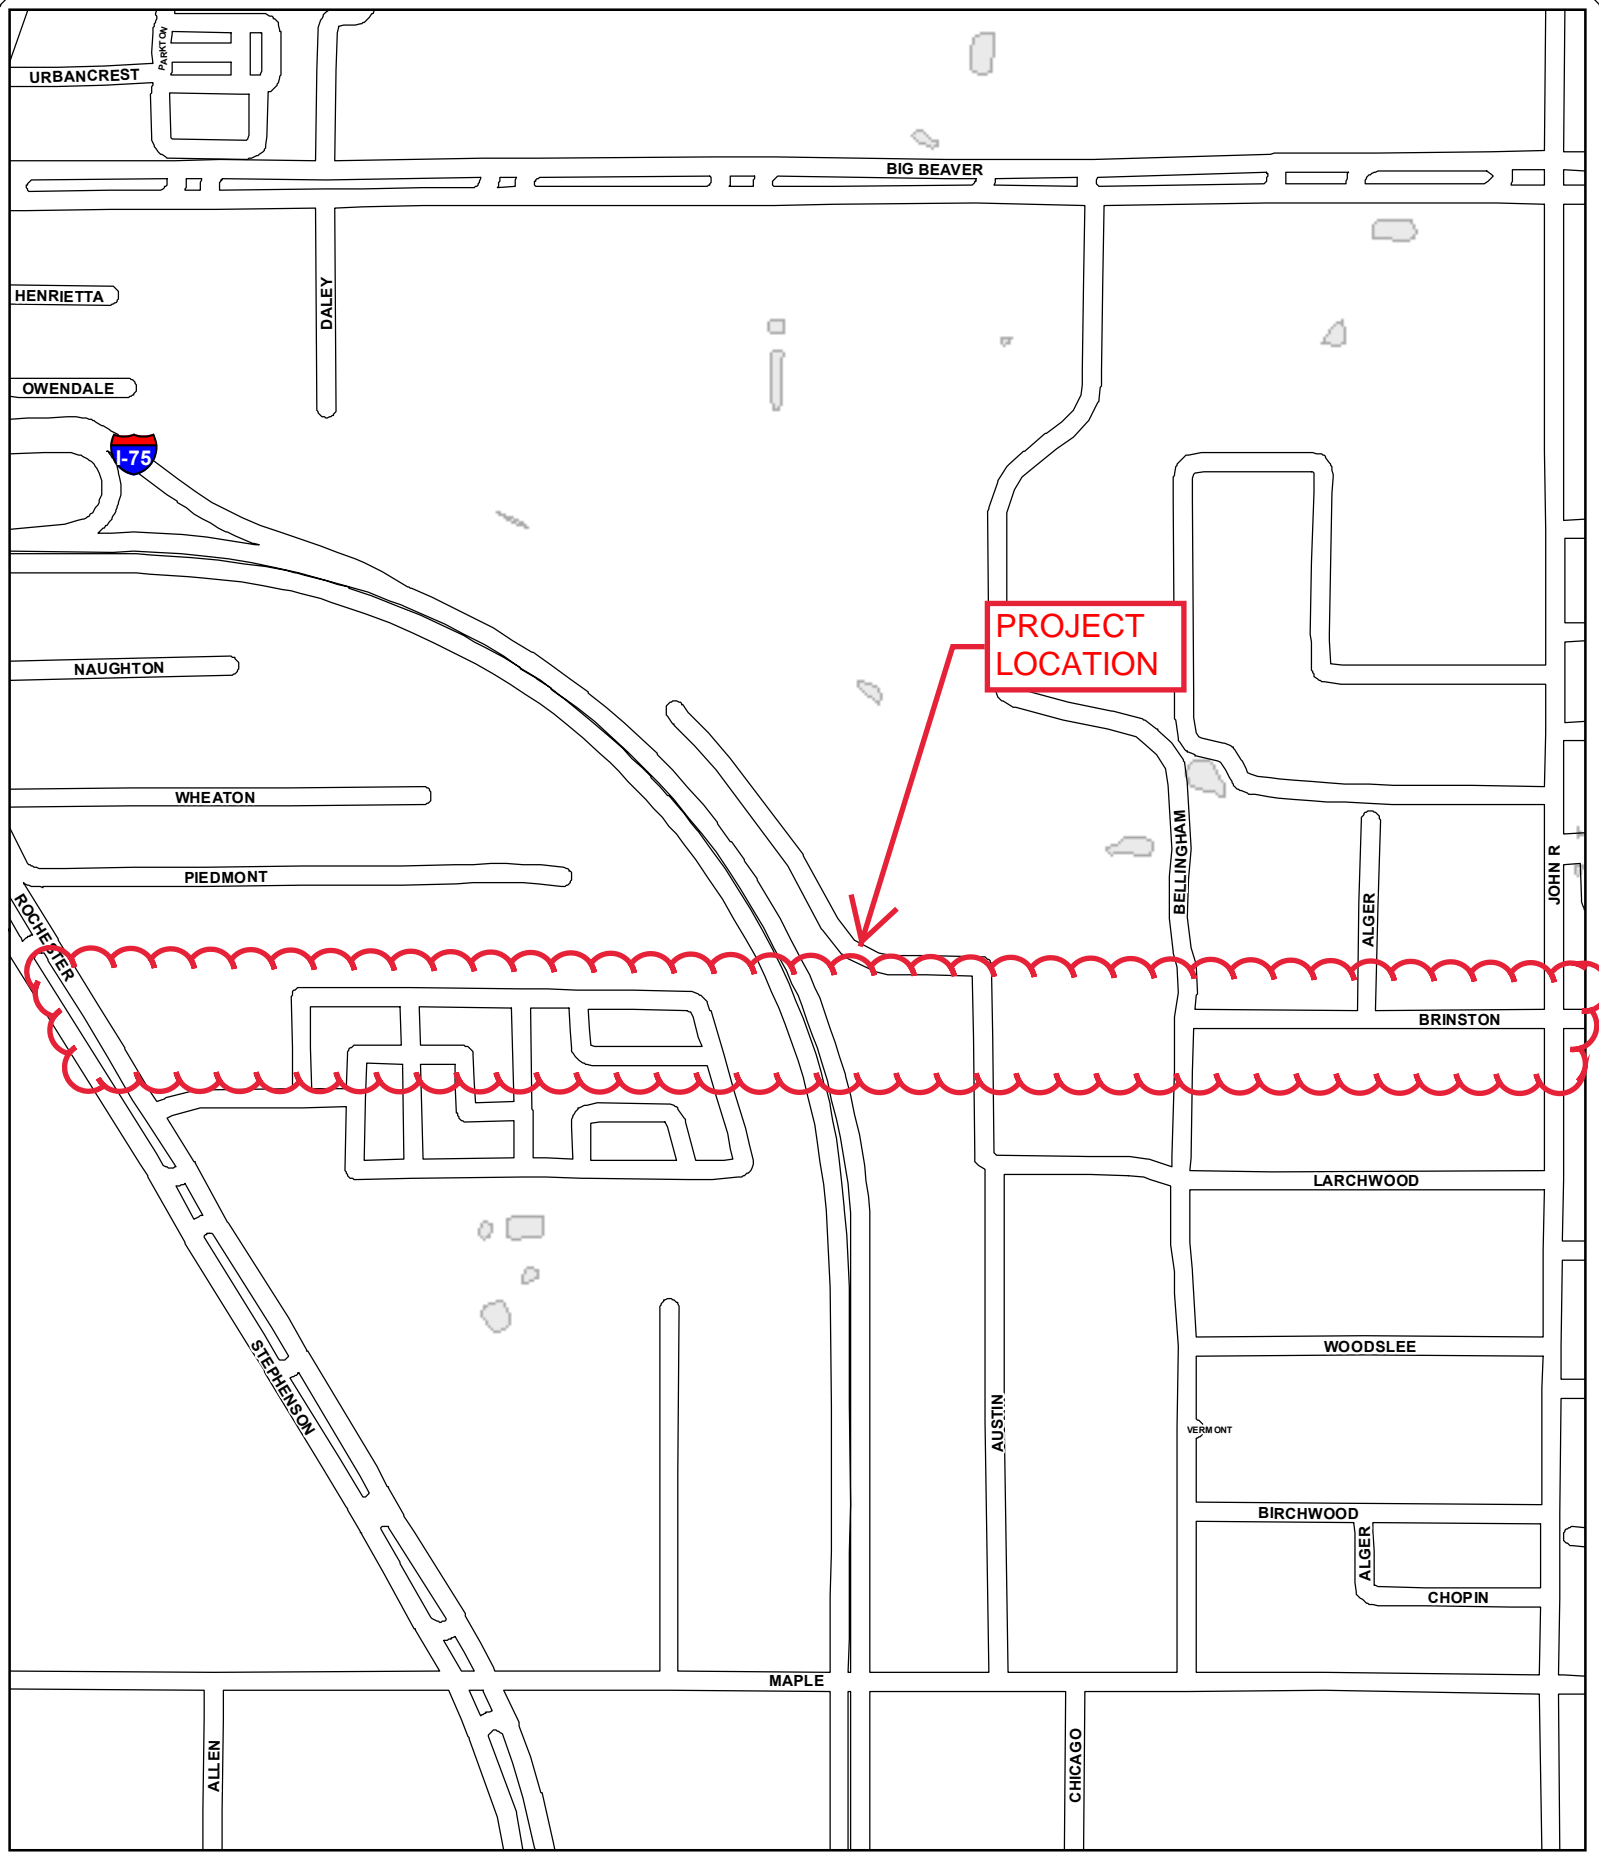 PARKTON
URBANCREST
BIG BEAVER
HENRIETTA
DALEY
OWENDALE
I-75
PROJECT
LOCATION
NAUGHTON
WHEATON
PIEDMONT
BELLINGHAM
JOHN R
ALGER
ROCHESTER
BRINSTON
LARCHWOOD
STEPHENSON
WOODSLEE
AUSTIN
VERMONT
BIRCHWOOD
ALGER
CHOPIN
MAPLE
ALLEN
CHICAGO